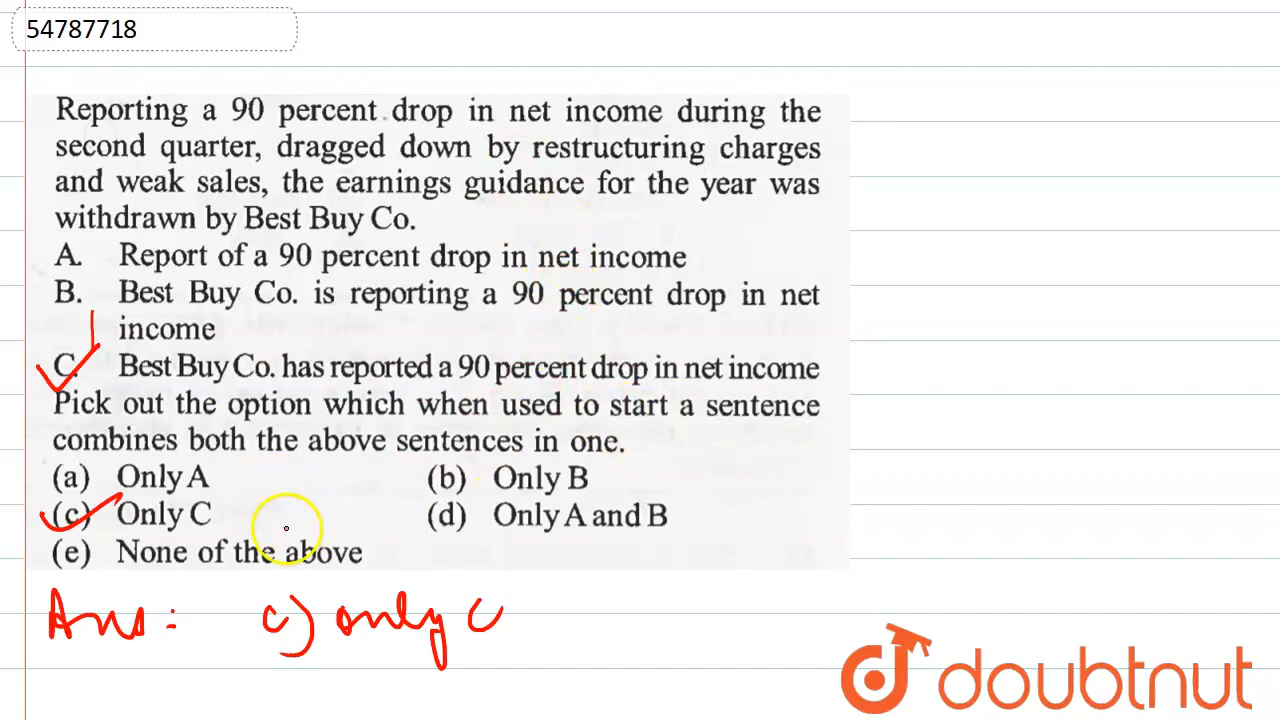 54787718
Reporting a 90 percent drop in net income during the
second quarter, dragged down by restructuring charges
and weak sales, the earnings guidance for the year was
withdrawn by Best Buy Co.
A. Report of a 90 percent drop in net income
B. Best Buy Co. is reporting a 90 percent drop in net
income
C. Best Buy Co. has reported a 90 percent drop in net income
Pick out the option which when used to start a sentence
combines both the above sentences in one.
(a) Only A (b) Only B
(c) Only C (d) Only A and B
(e) None of the above
Ans: c) only C
doubtnut